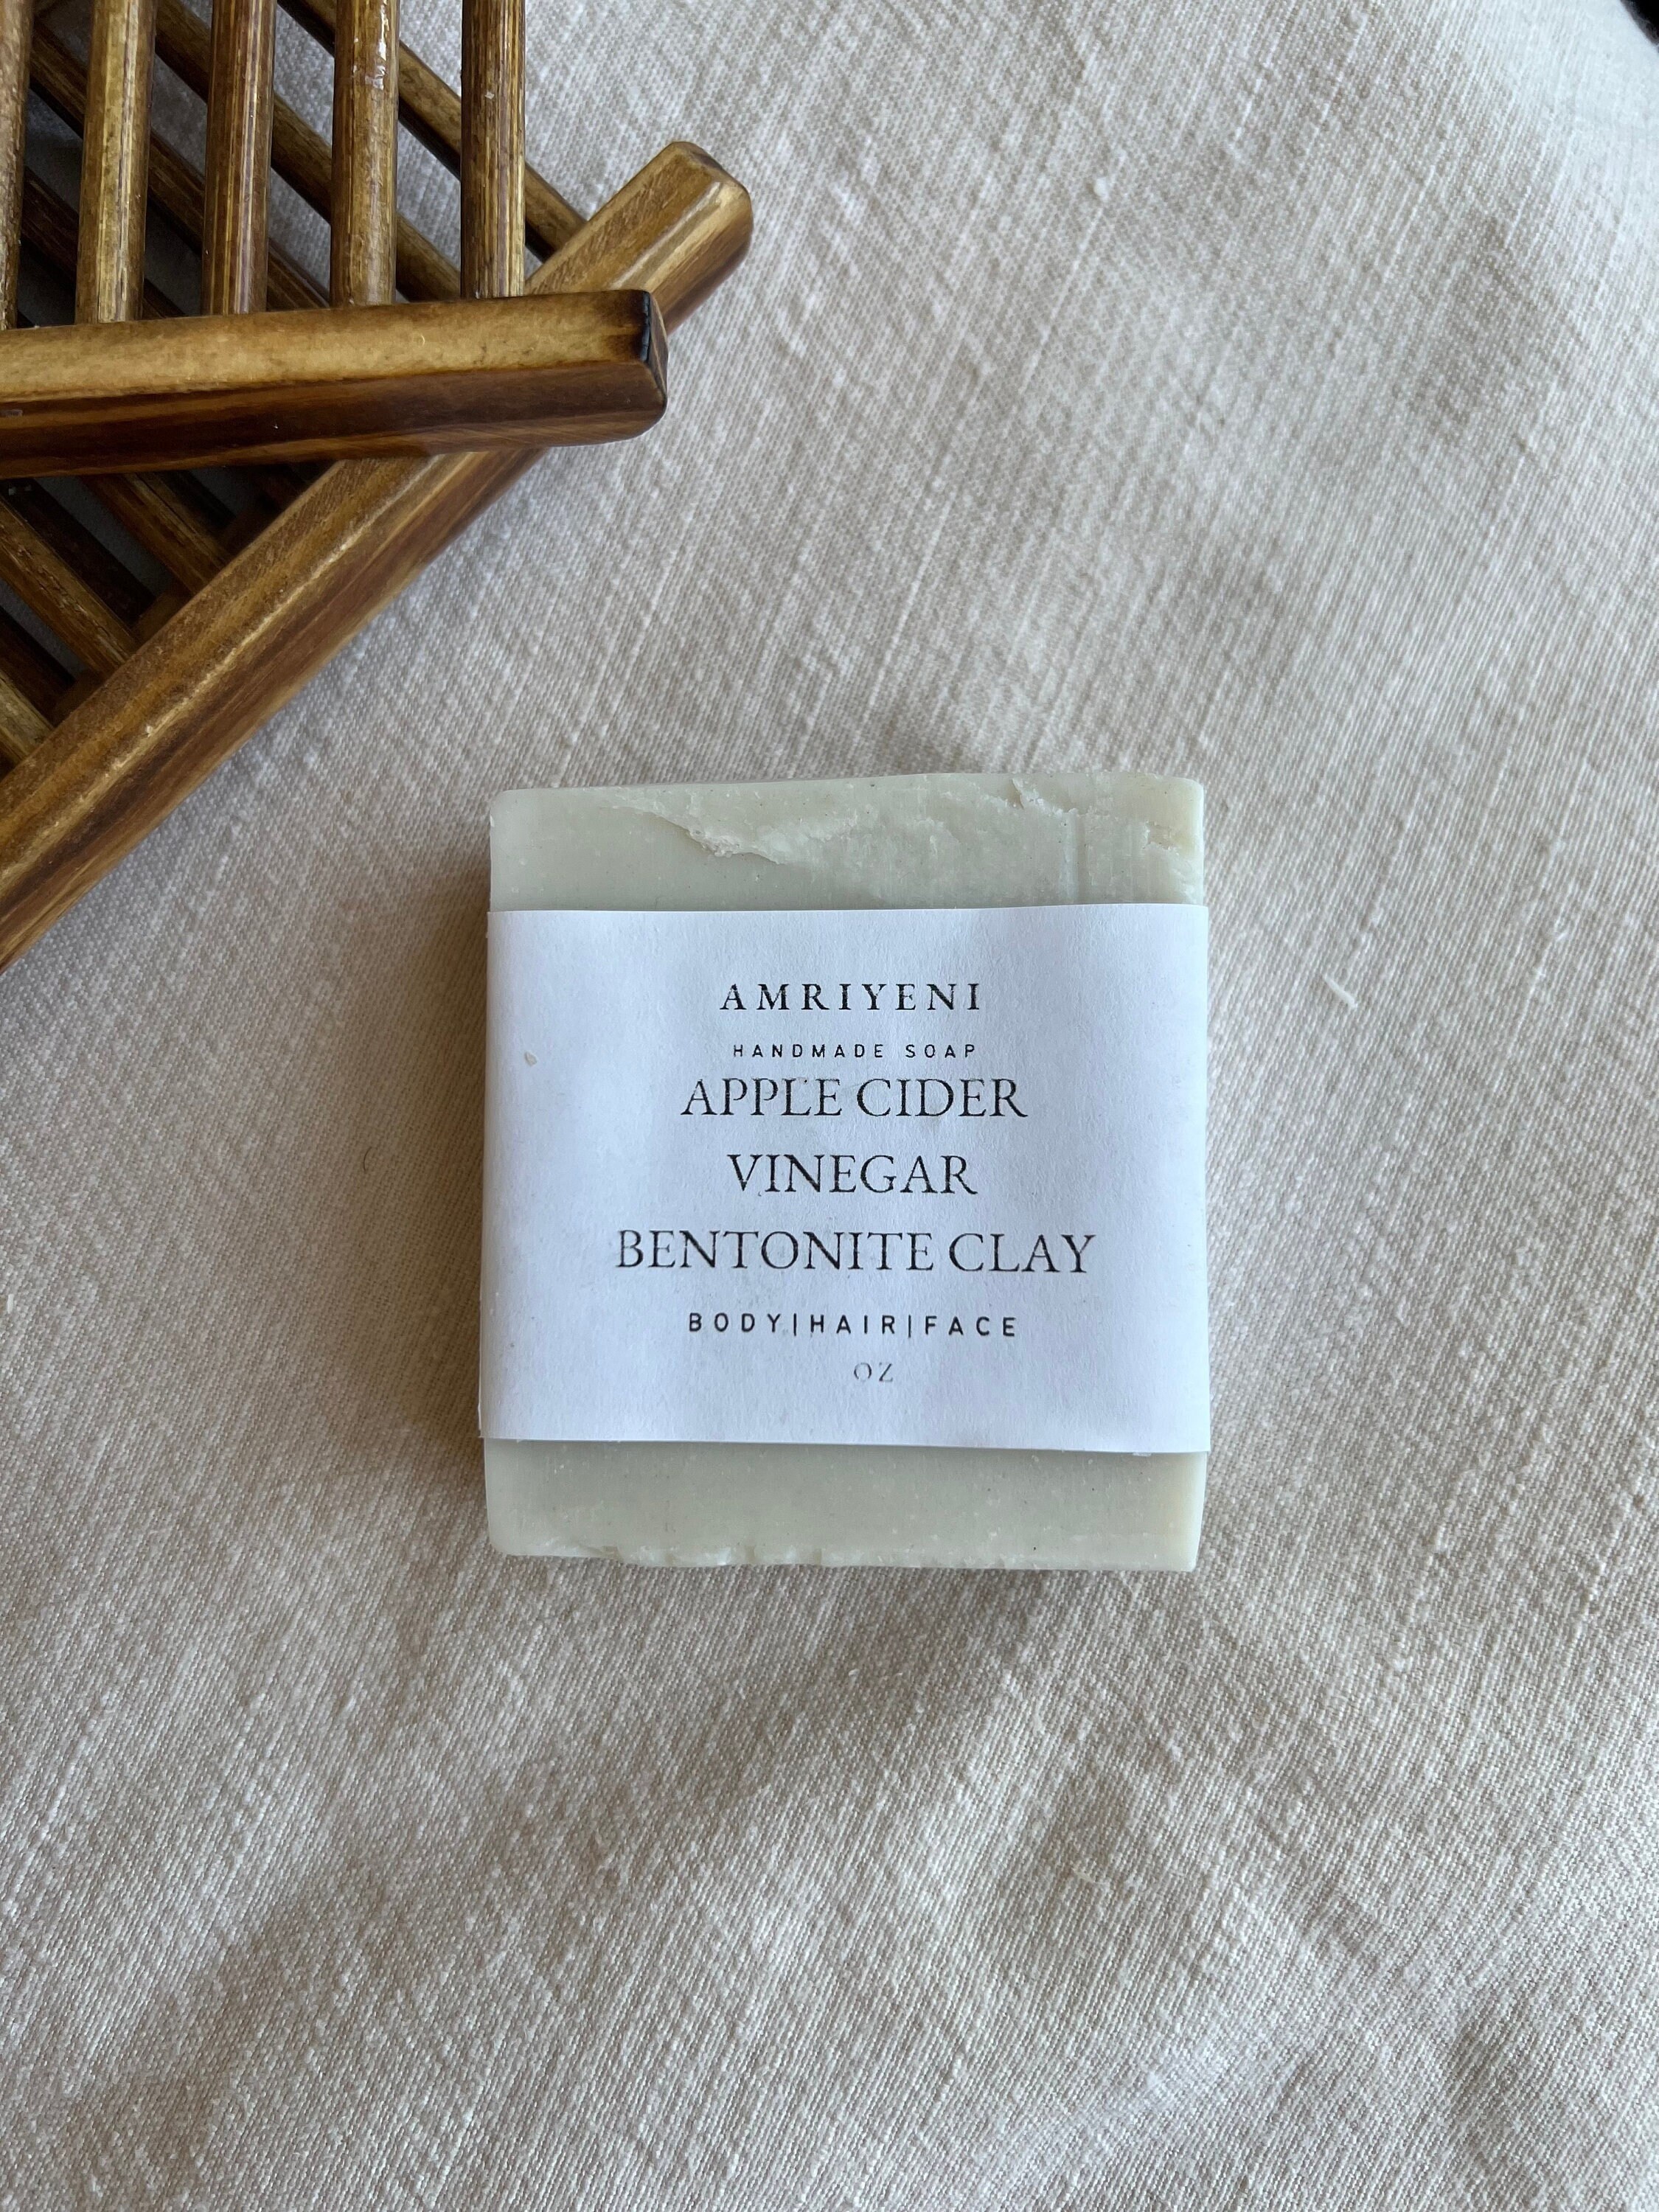 AMRIYENI
HANDMADE SOAP
APPLE CIDER
VINEGAR
BENTONITE CLAY
BODY|HAIR|FACE
OZ